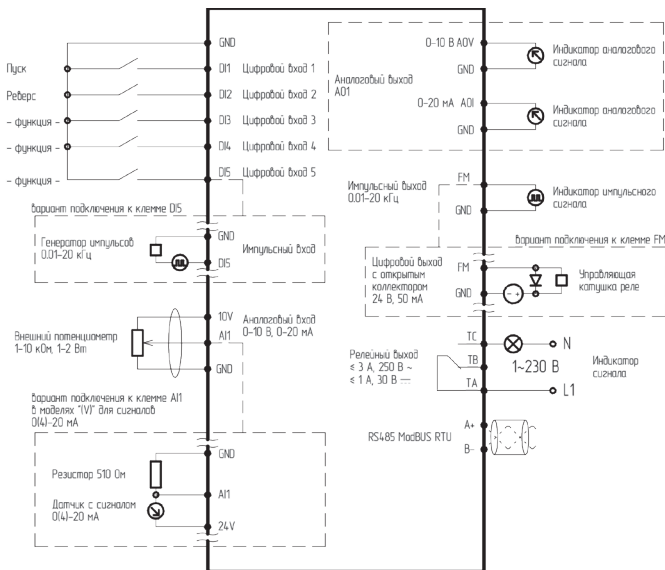 GND
Пуск
DI1 Цифровой вход 1
Реверс
DI2 Цифровой вход 2
- функция -
DI3 Цифровой вход 3
- функция -
DI4 Цифровой вход 4
- функция -
DI5 Цифровой вход 5
вариант подключения к клемме DI5
Генератор импульсов
0.01-20 кГц
GND
DI5
Импульсный вход
10V
AI1
GND
Аналоговый вход
0-10 В, 0-20 мА
Внешний потенциометр
1-10 кОм, 1-2 Вт
вариант подключения к клемме AI1
в моделях "(V)" для сигналов
0(4)-20 мА
GND
Резистор 510 Ом
AI1
Датчик с сигналом
0(4)-20 мА
24V
Аналоговый выход
AO1
0-10 В AOV
GND
Индикатор аналогового
сигнала
0-20 мА AOI
GND
Индикатор аналогового
сигнала
Импульсный выход
0.01-20 кГц
FM
GND
Индикатор импульсного
сигнала
вариант подключения к клемме FM
Цифровой выход
с открытым
коллектором
24 В, 50 мА
FM
GND
- +
Управляющая
катушка реле
Релейный выход
≤ 3 А, 250 В ~
≤ 1 А, 30 В ⎓
TC
TB
TA
N
1~230 В
L1
Индикатор
сигнала
RS485 ModBUS RTU
A+
B-